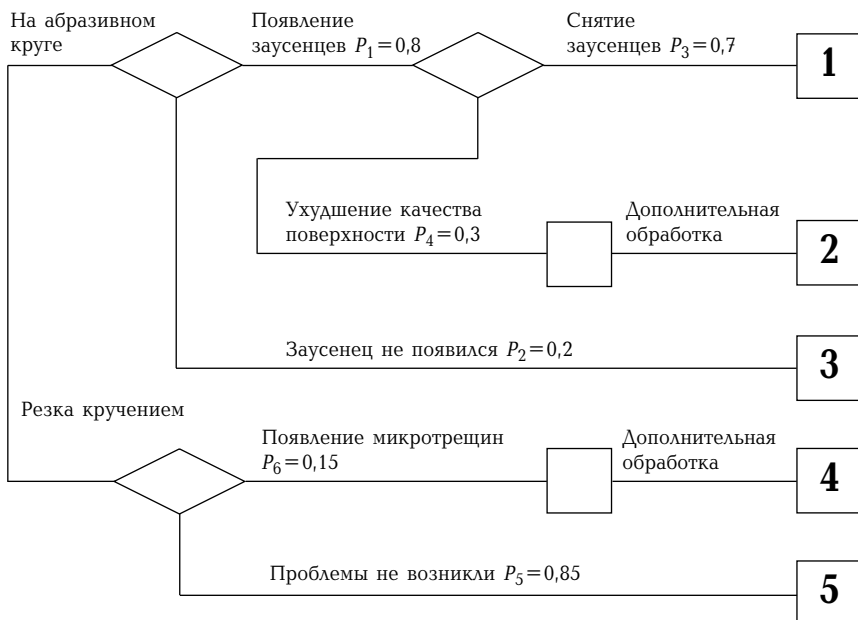 На абразивном
круге
Появление
заусенцев P₁=0,8
Снятие
заусенцев P₃=0,7
1
Ухудшение качества
поверхности P₄=0,3
Дополнительная
обработка
2
Заусенец не появился P₂=0,2
3
Резка кручением
Появление микротрещин
P₆=0,15
Дополнительная
обработка
4
Проблемы не возникли P₅=0,85
5